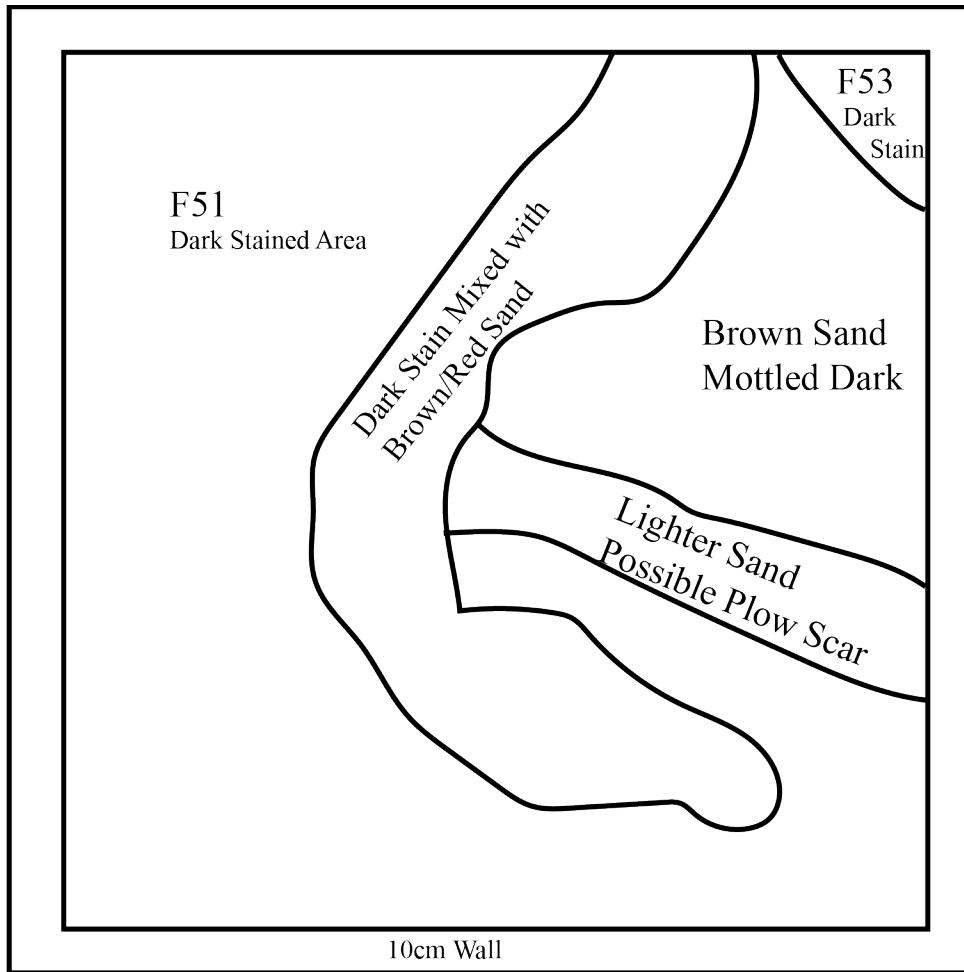 F53
Dark
Stain
F51
Dark Stained Area
Dark Stain Mixed with
Brown/Red Sand
Brown Sand
Mottled Dark
Lighter Sand
Possible Plow Scar
10cm Wall